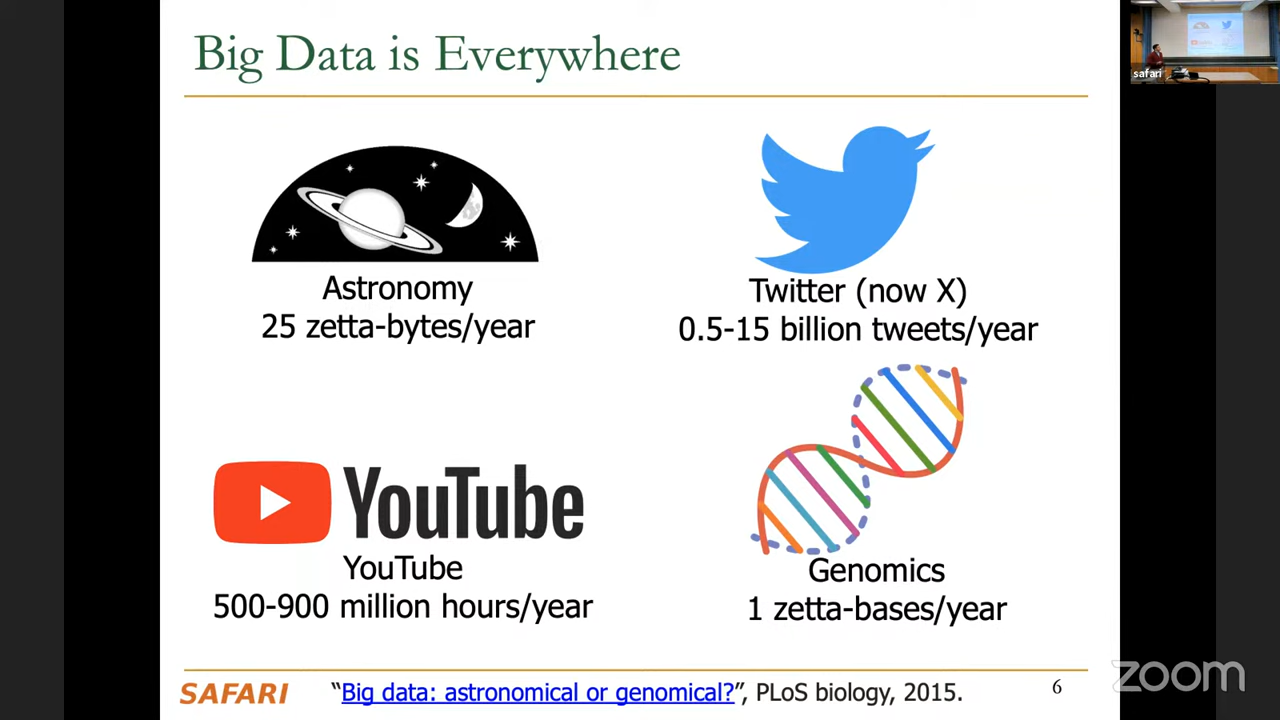 Big Data is Everywhere
Astronomy
25 zetta-bytes/year
Twitter (now X)
0.5-15 billion tweets/year
YouTube
YouTube
500-900 million hours/year
Genomics
1 zetta-bases/year
SAFARI
“Big data: astronomical or genomical?”, PLoS biology, 2015.
6
safari
zoom